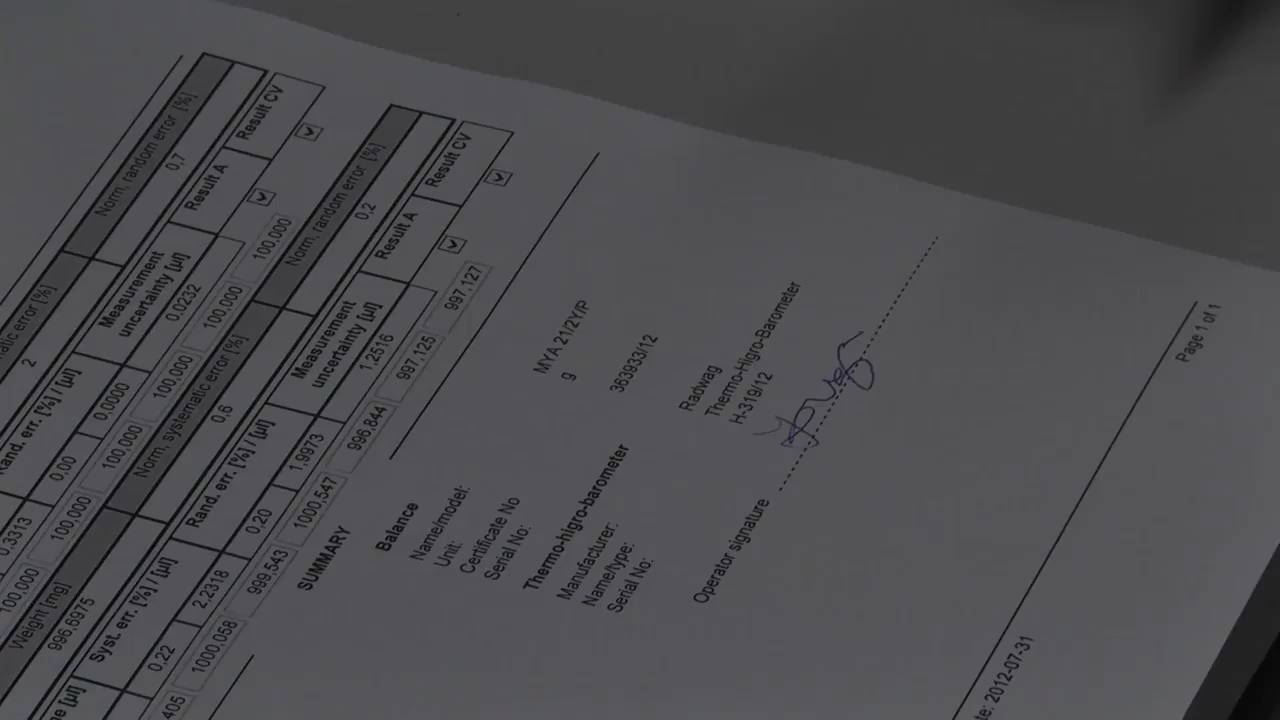 Norm, random error [%]
2
0,7
Rand. err. [%] / [µl]
Measurement uncertainty [µl]
Result A
Result CV
0,3313
0,00
0,0000
0,0232
100,000
100,000
100,000
100,000
100,000
100,000
Weight [mg]
Norm, systematic error [%]
Norm, random error [%]
996,6975
0,6
0,2
Syst. err. [%] / [µl]
Rand. err. [%] / [µl]
Measurement uncertainty [µl]
Result A
Result CV
0,22
2,2318
0,20
1,9973
1,2516
1000,058
999,543
1000,547
996,844
997,125
997,127
SUMMARY
Balance
Name/model: MYA 21/2Y/P
Unit: g
Certificate No
Serial No: 363933/12
Thermo-higro-barometer
Manufacturer: Radwag
Name/type: Thermo-Higro-Barometer
Serial No: H-319/12
Operator signature
2012-07-31
Page 1 of 1